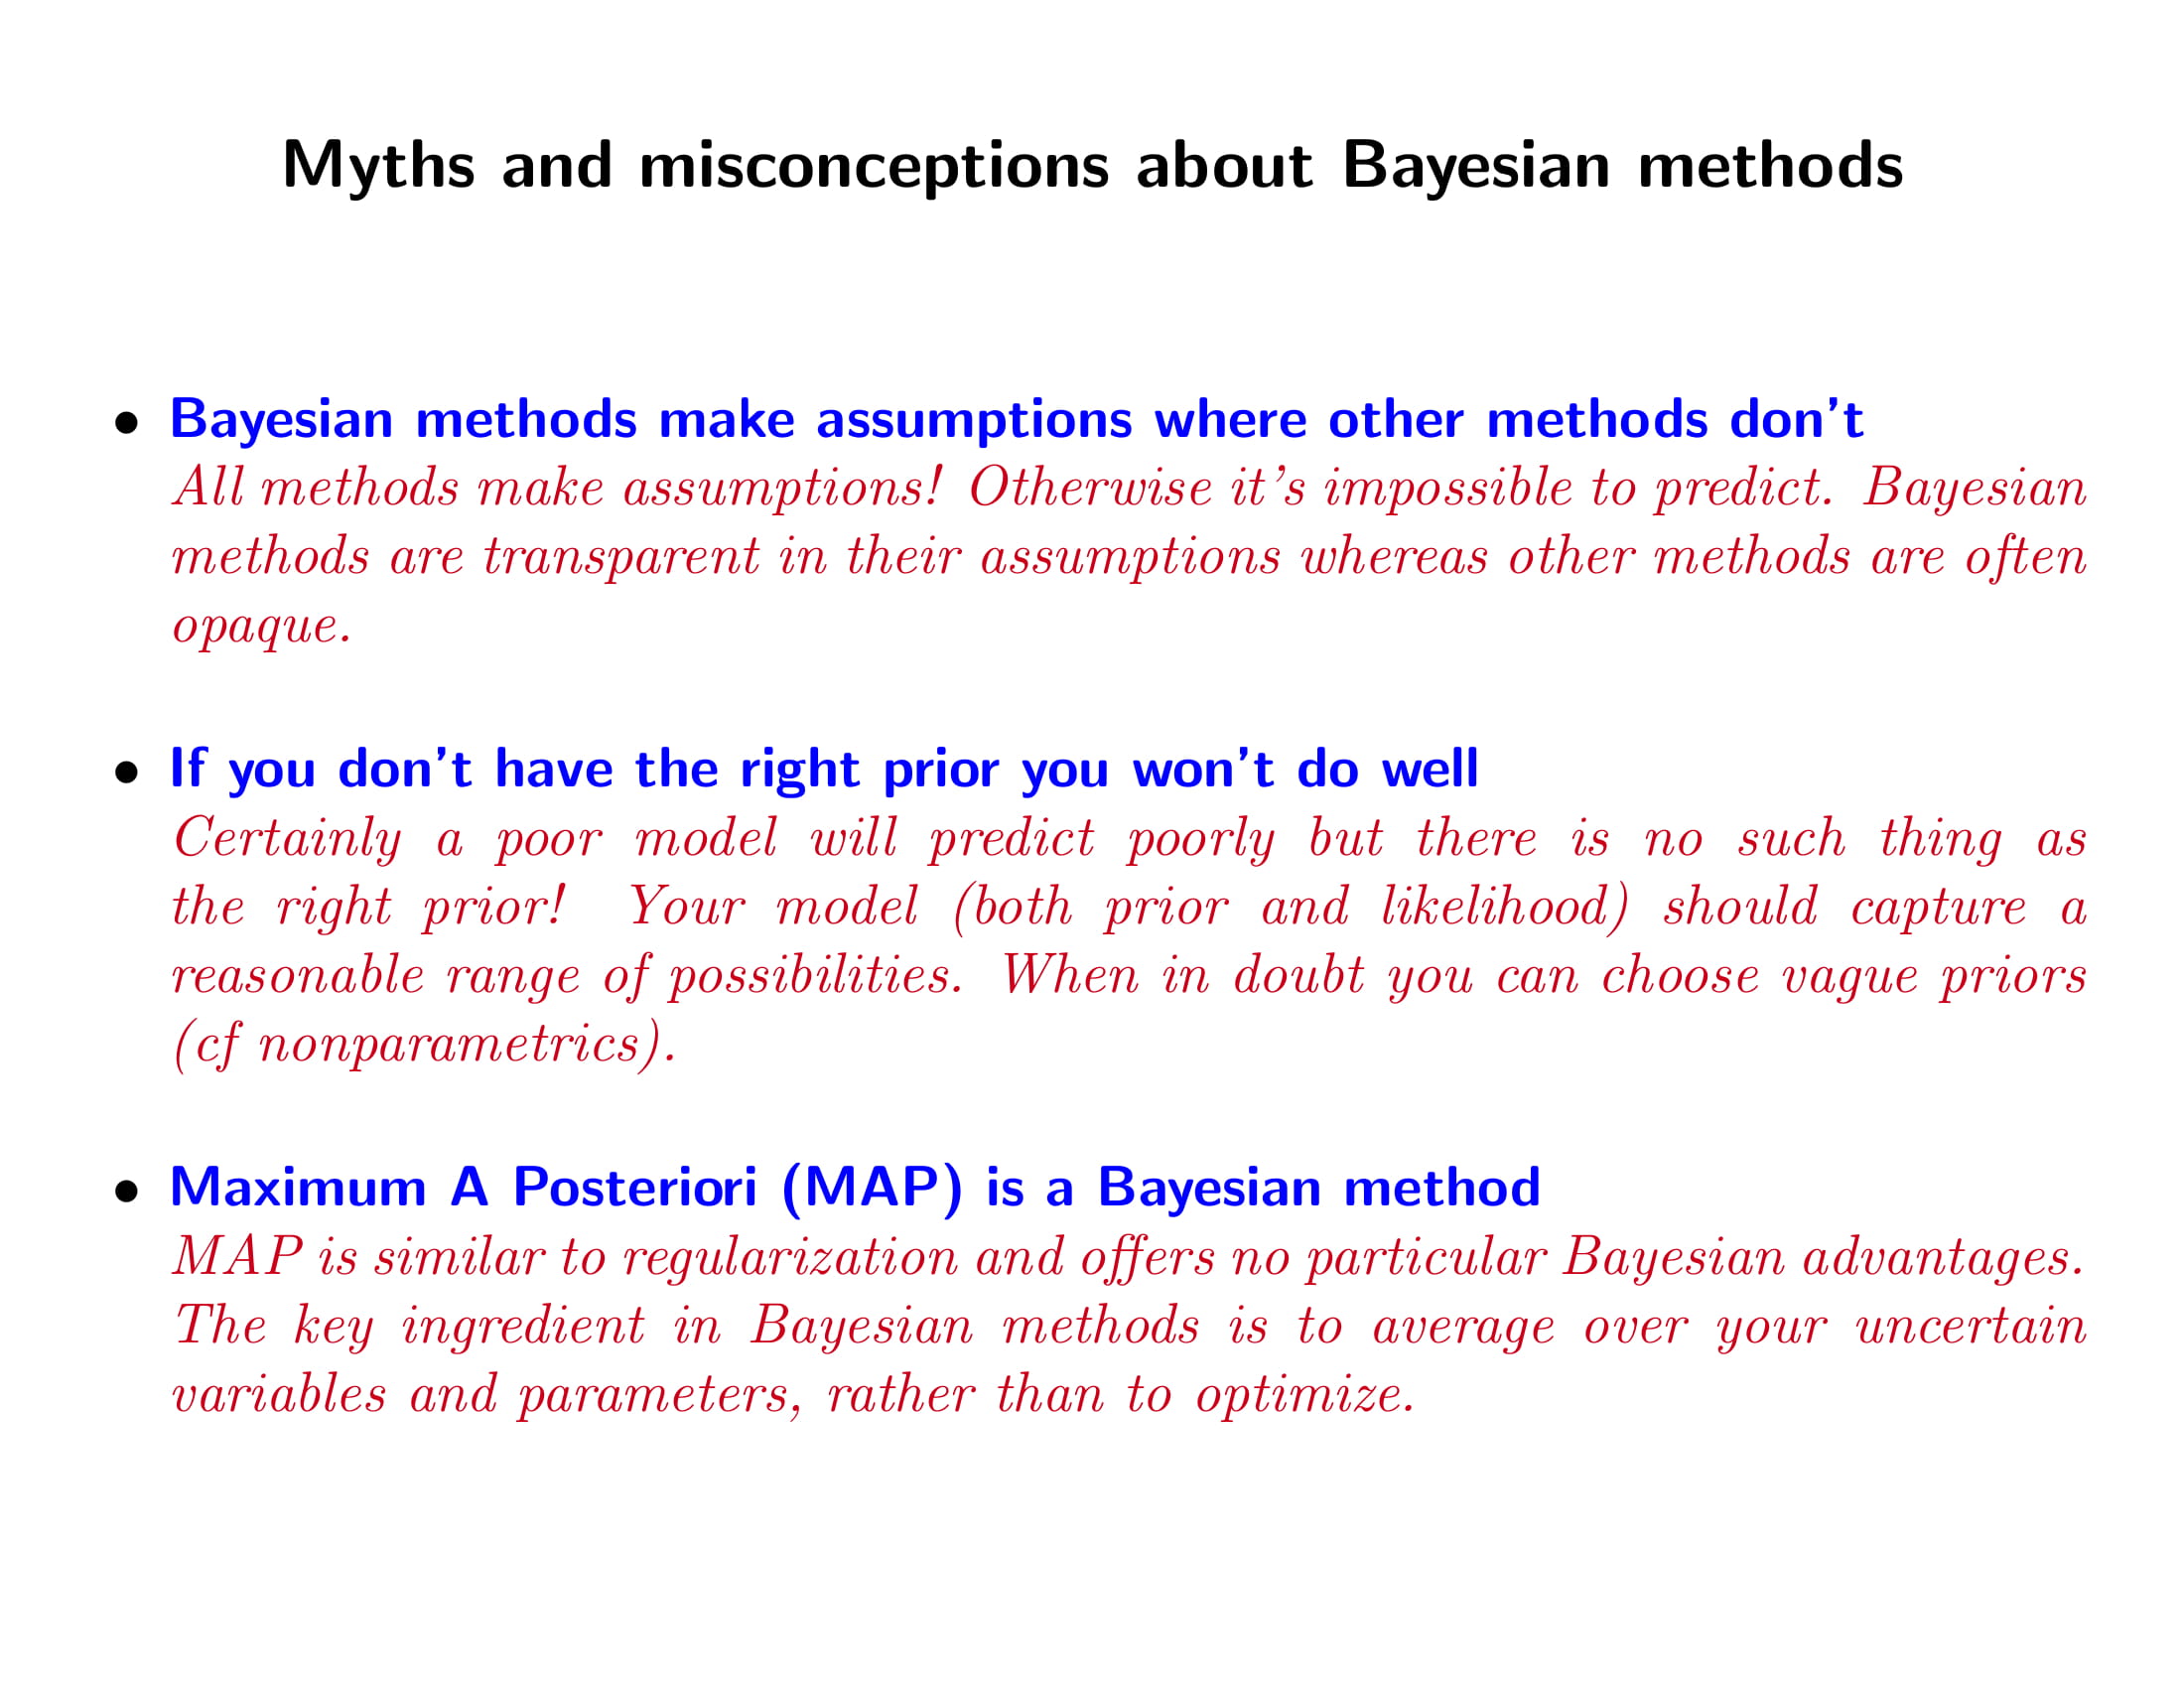 Myths and misconceptions about Bayesian methods
• Bayesian methods make assumptions where other methods don't
All methods make assumptions! Otherwise it's impossible to predict. Bayesian
methods are transparent in their assumptions whereas other methods are often
opaque.
• If you don't have the right prior you won't do well
Certainly a poor model will predict poorly but there is no such thing as
the right prior! Your model (both prior and likelihood) should capture a
reasonable range of possibilities. When in doubt you can choose vague priors
(cf nonparametrics).
• Maximum A Posteriori (MAP) is a Bayesian method
MAP is similar to regularization and offers no particular Bayesian advantages.
The key ingredient in Bayesian methods is to average over your uncertain
variables and parameters, rather than to optimize.